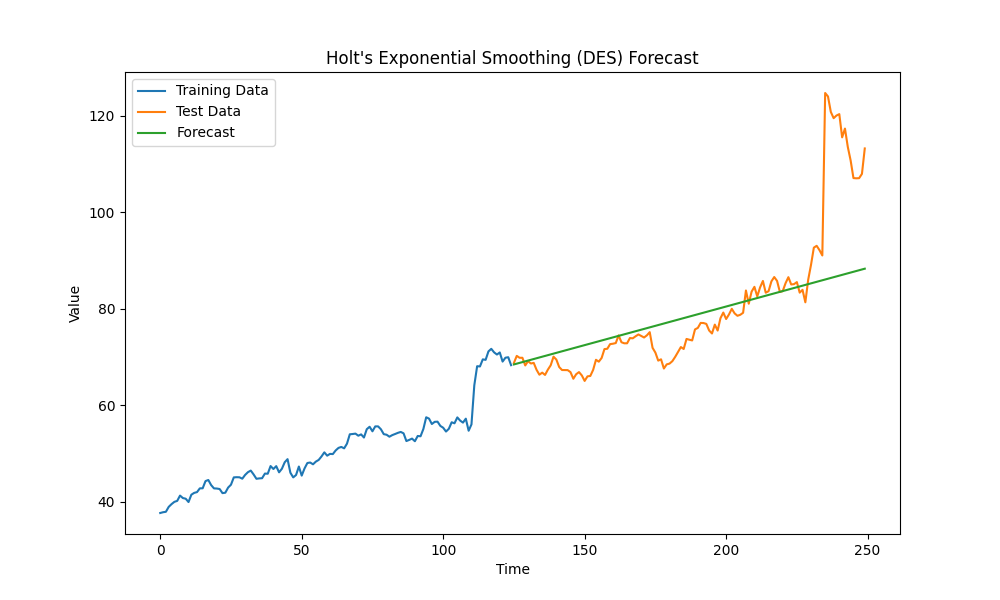 Holt's Exponential Smoothing (DES) Forecast
Training Data
Test Data
Forecast
120
100
80
60
40
Value
0 50 100 150 200 250
Time